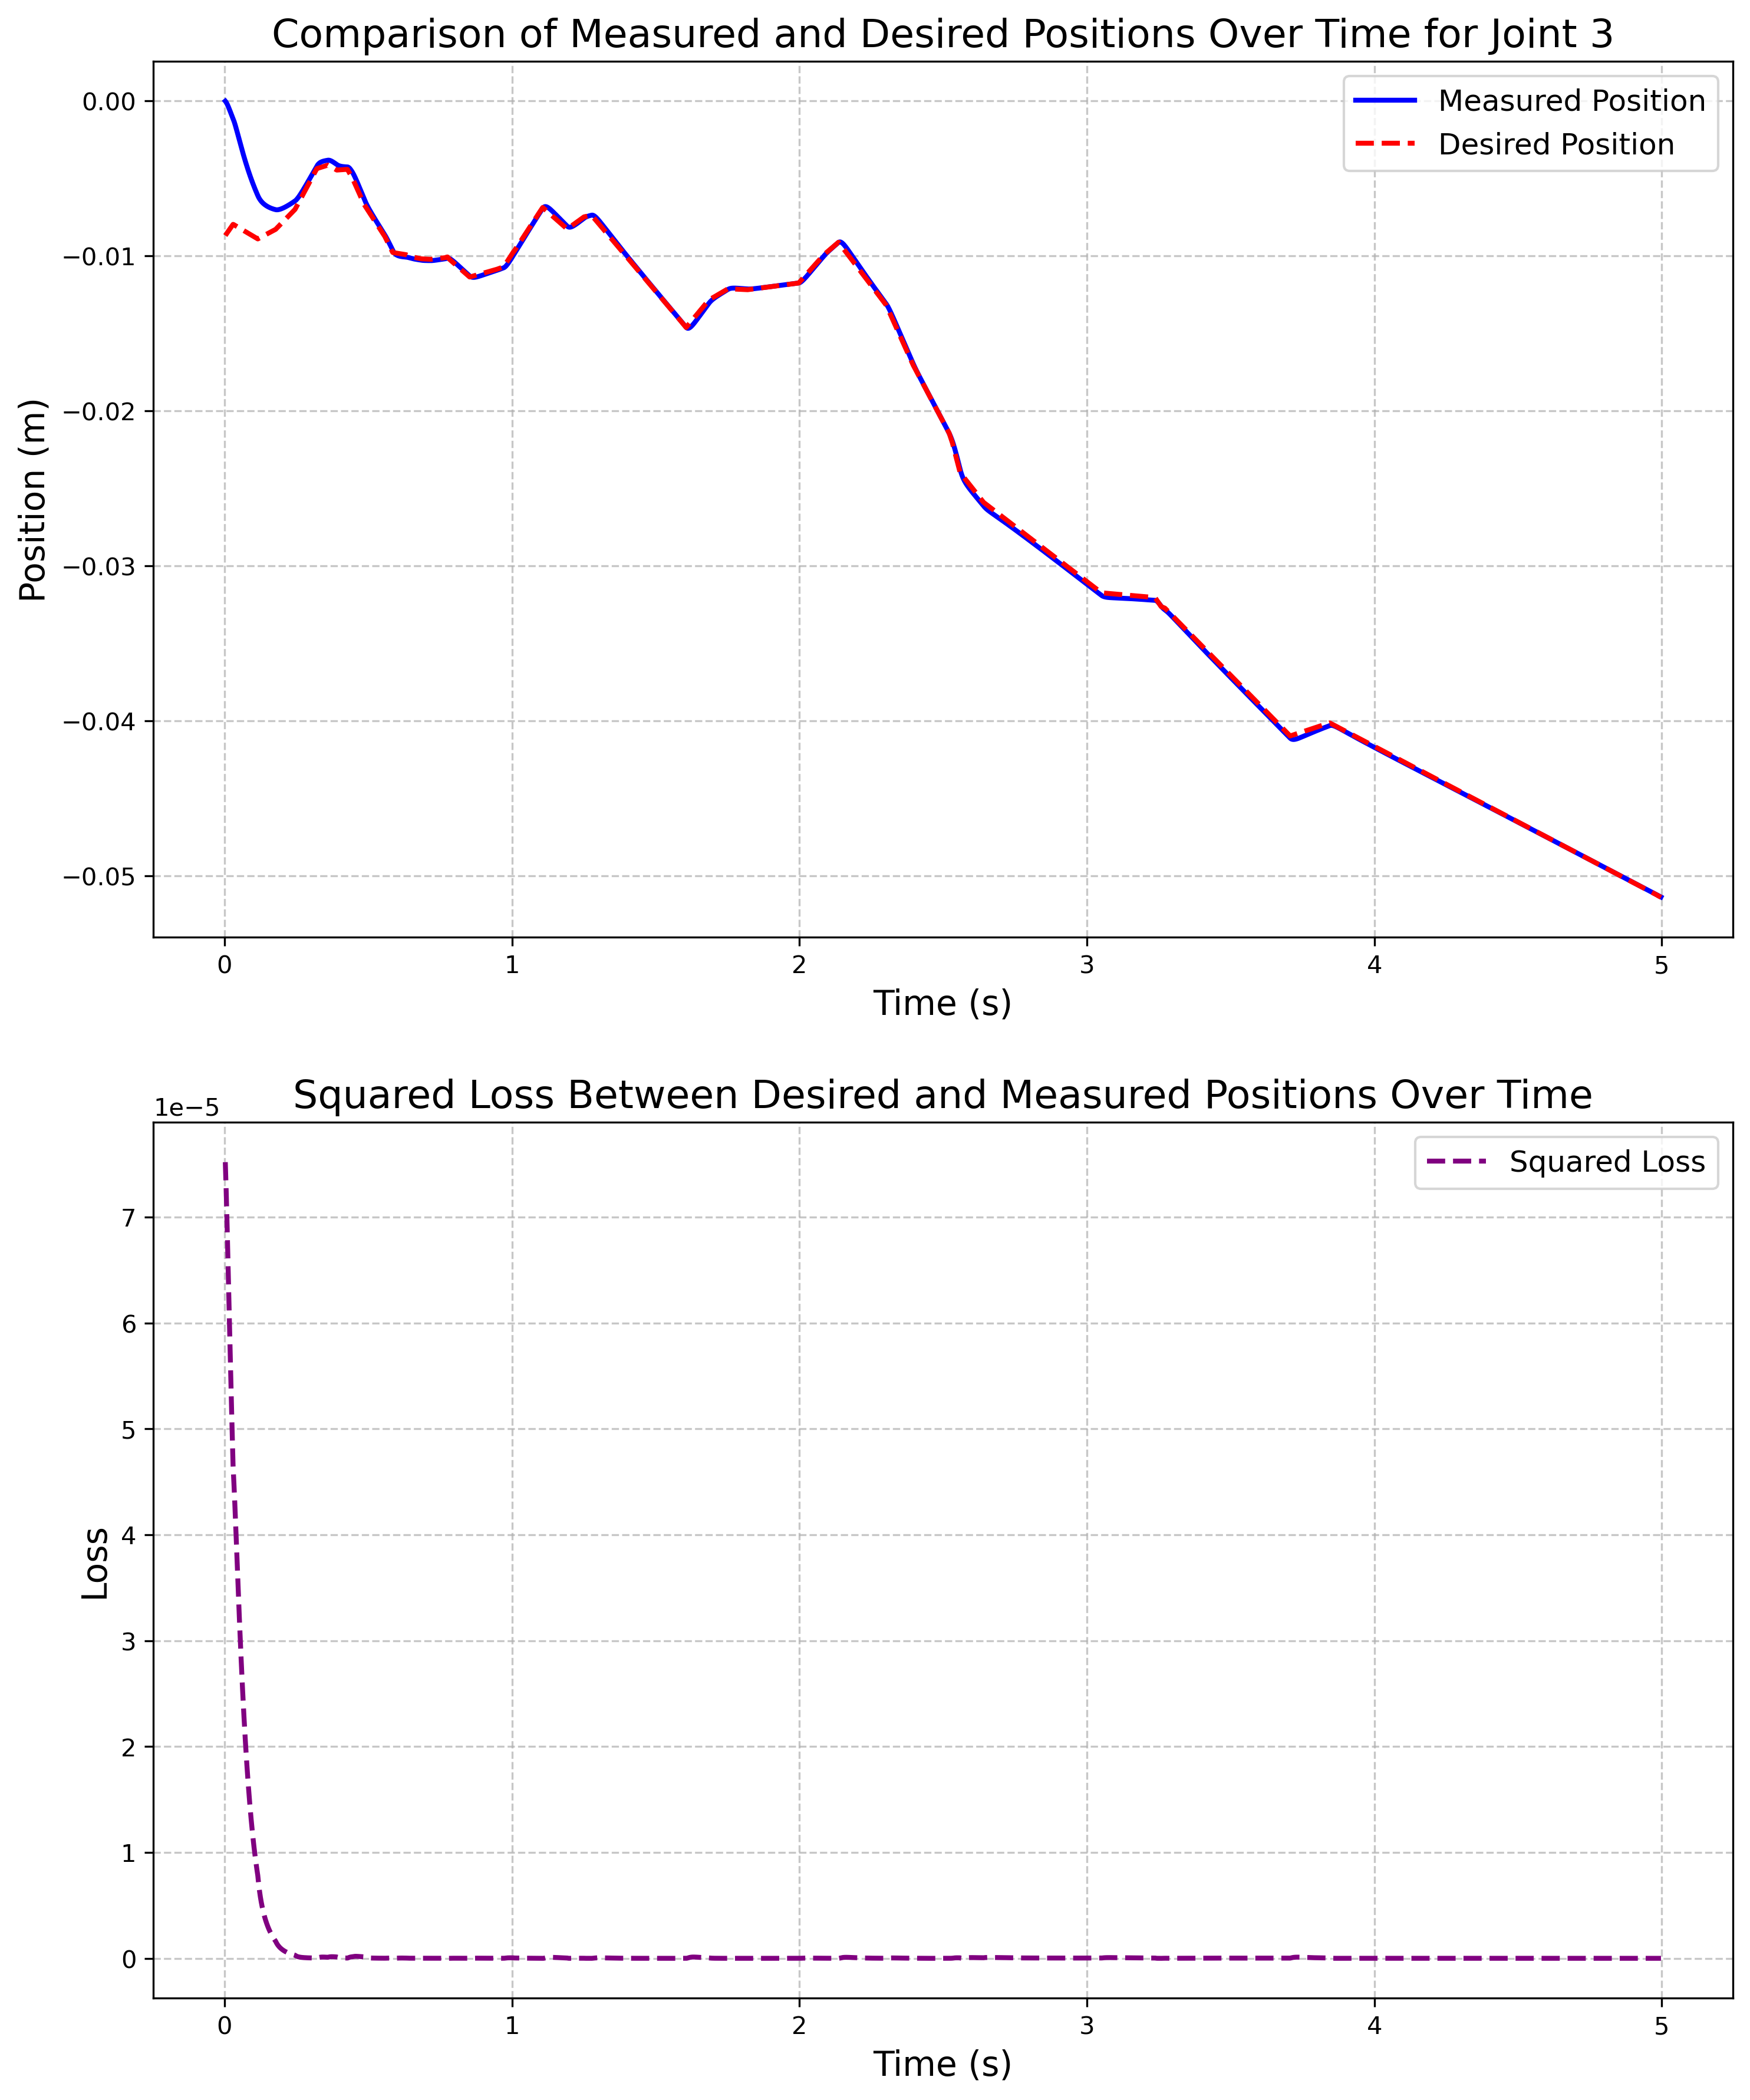 Comparison of Measured and Desired Positions Over Time for Joint 3
Measured Position
Desired Position
0.00
−0.01
−0.02
−0.03
−0.04
−0.05
Position (m)
0 1 2 3 4 5
Time (s)
Squared Loss Between Desired and Measured Positions Over Time
1e−5
Squared Loss
7
6
5
4
3
2
1
0
Loss
0 1 2 3 4 5
Time (s)